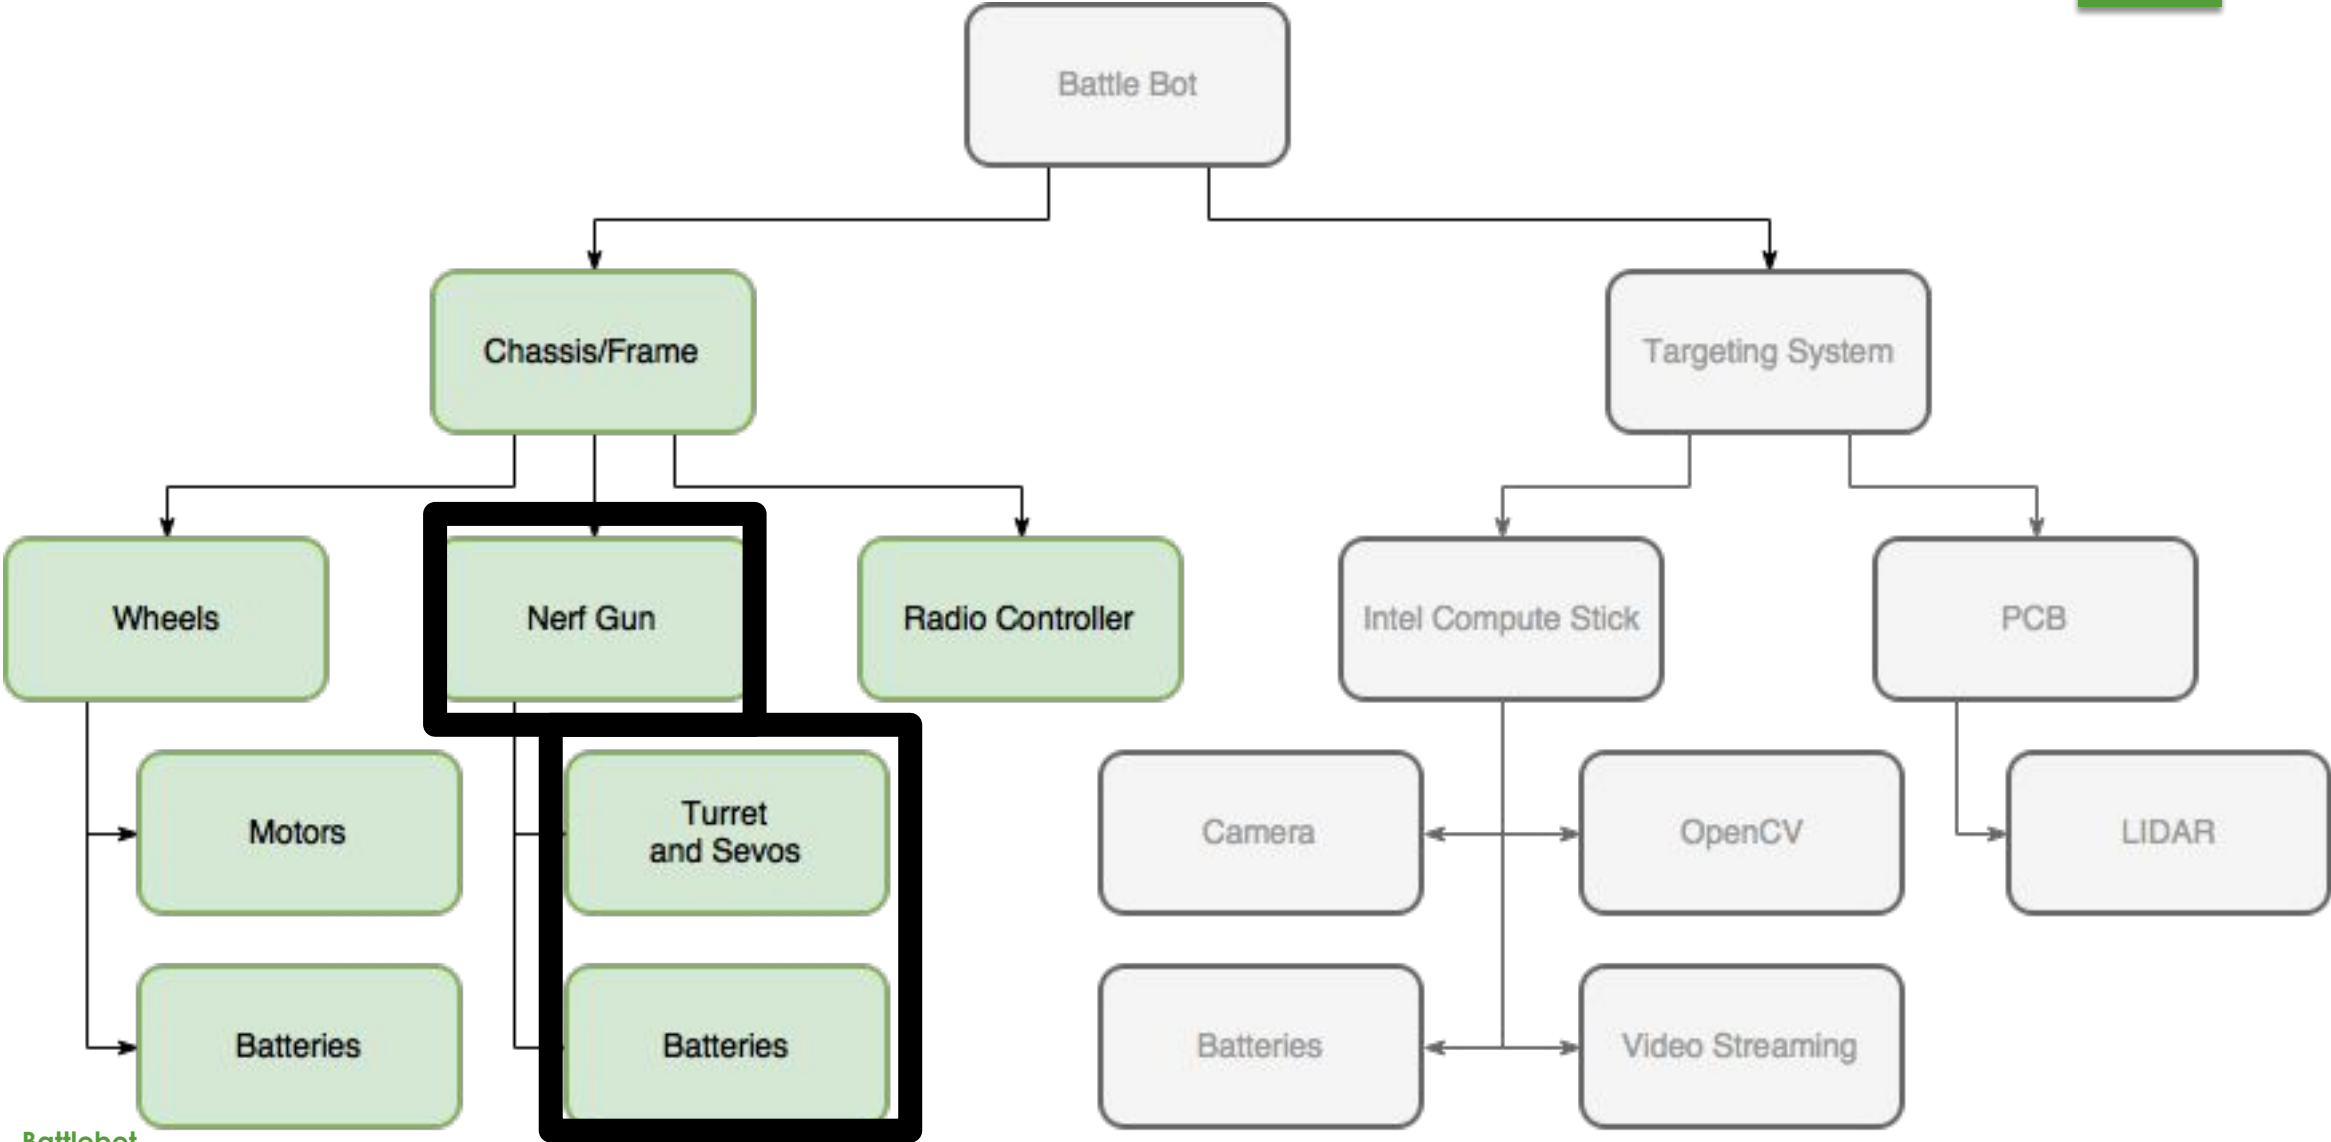 Battle Bot
Chassis/Frame
Targeting System
Wheels
Nerf Gun
Radio Controller
Intel Compute Stick
PCB
Motors
Turret
and Sevos
Camera
OpenCV
LIDAR
Batteries
Batteries
Batteries
Video Streaming
Battlebot